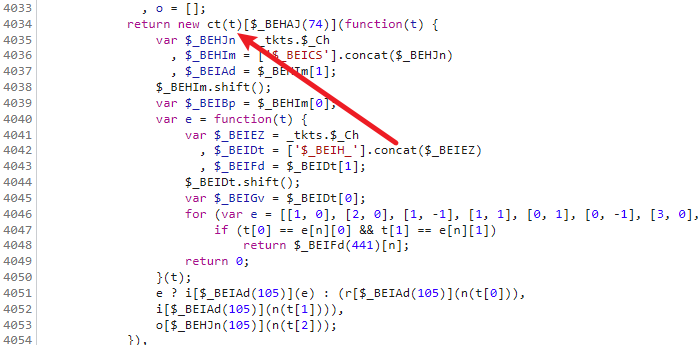 4033 , o = [];
4034 return new ct(t)[$_BEHAJ(74)](function(t) {
4035 var $_BEHJn = _tkts.$_Ch
4036 , $_BEHIm = ['$_BEICS'].concat($_BEHJn)
4037 , $_BEIAd = $_BEHIm[1];
4038 $_BEHIm.shift();
4039 var $_BEIBp = $_BEHIm[0];
4040 var e = function(t) {
4041 var $_BEIEZ = _tkts.$_Ch
4042 , $_BEIDt = ['$_BEIH_'].concat($_BEIEZ)
4043 , $_BEIFd = $_BEIDt[1];
4044 $_BEIDt.shift();
4045 var $_BEIGv = $_BEIDt[0];
4046 for (var e = [[1, 0], [2, 0], [1, -1], [1, 1], [0, 1], [0, -1], [3, 0],
4047 if (t[0] == e[n][0] && t[1] == e[n][1])
4048 return $_BEIFd(441)[n];
4049 return 0;
4050 }(t);
4051 e ? i[$_BEIAd(105)](e) : (r[$_BEIAd(105)](n(t[0])),
4052 i[$_BEIAd(105)](n(t[1]))),
4053 o[$_BEHJn(105)](n(t[2]));
4054 }),